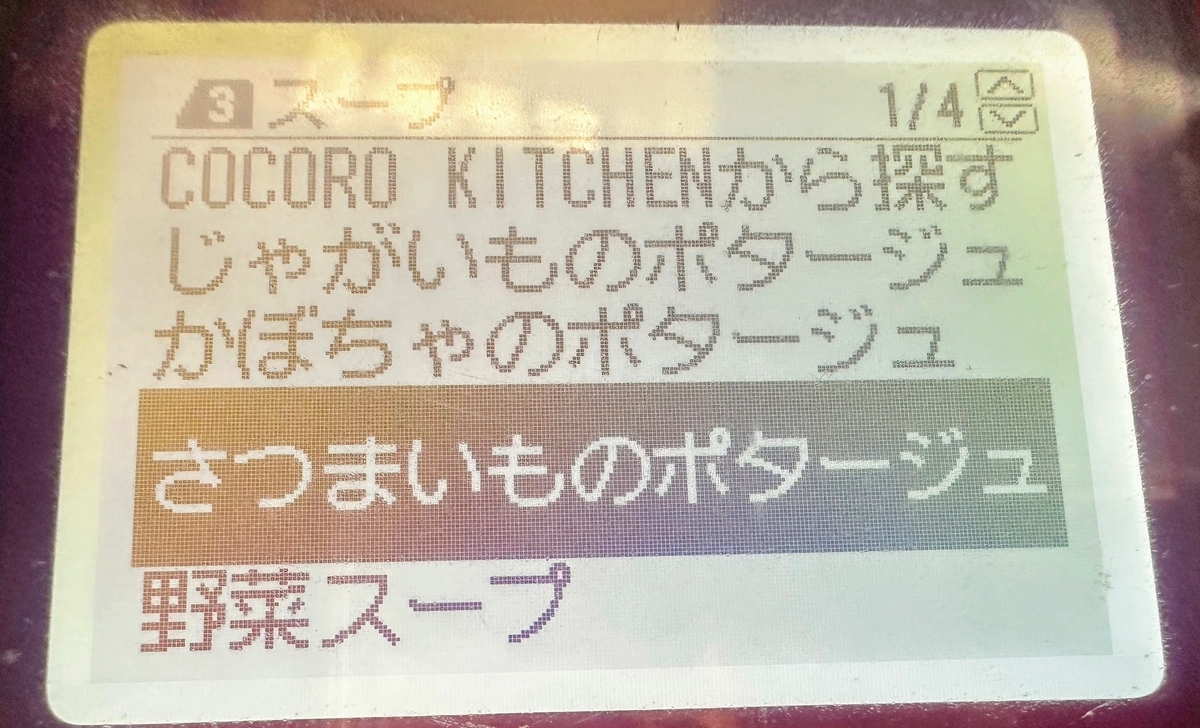 3 スープ 1/4
COCORO KITCHENから探す
じゃがいものポタージュ
かぼちゃのポタージュ
さつまいものポタージュ
野菜スープ